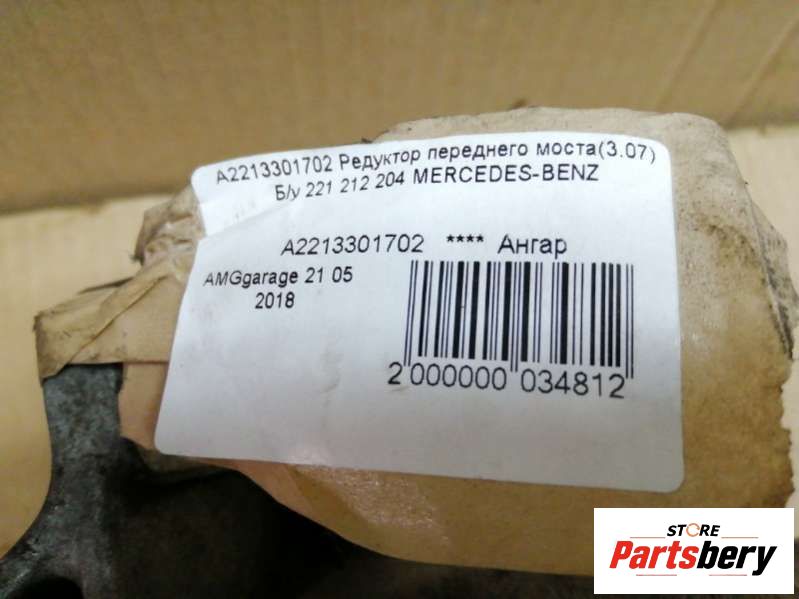 A2213301702 Редуктор переднего моста(3.07)
Б/у 221 212 204 MERCEDES-BENZ
A2213301702 **** Ангар
AMGgarage 21 05
2018
2 000000 034812
STORE
Partsbery